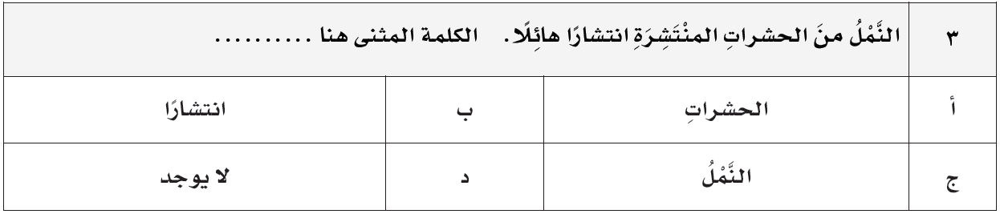 ٣ النَّمْلُ منَ الحشراتِ المنْتَشِرَةِ انتشارًا هائِلًا. الكلمة المثنى هنا ..........
أ الحشراتِ ب انتشارًا
ج النَّمْلُ د لا يوجد